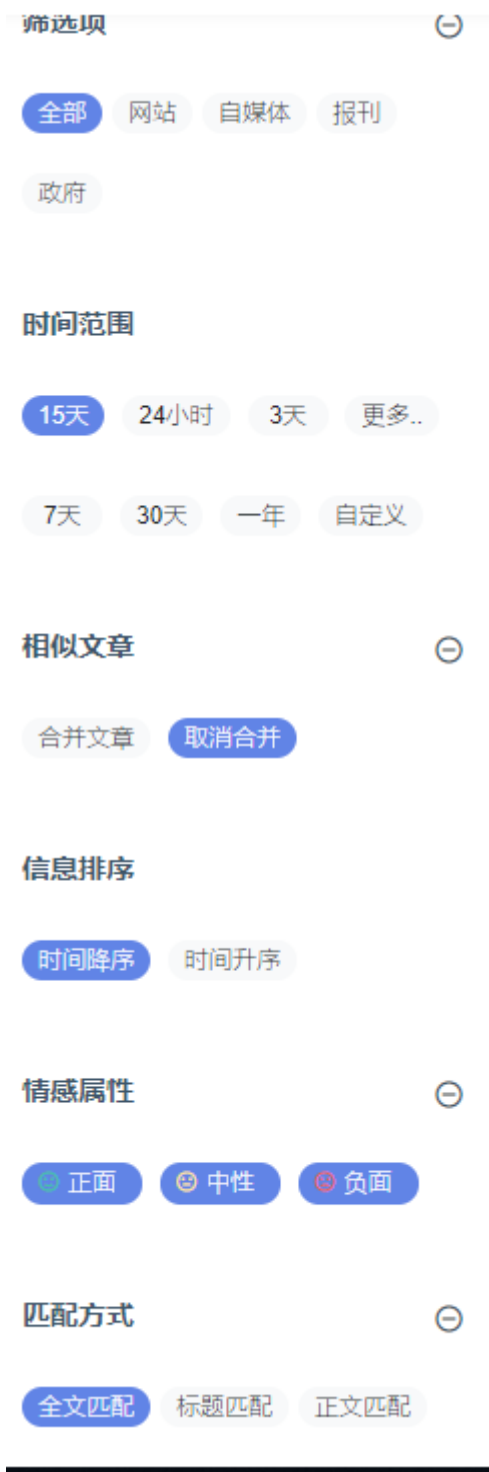 筛选项
全部 网站 自媒体 报刊
政府
时间范围
15天 24小时 3天 更多..
7天 30天 一年 自定义
相似文章
合并文章 取消合并
信息排序
时间降序 时间升序
情感属性
正面 中性 负面
匹配方式
全文匹配 标题匹配 正文匹配